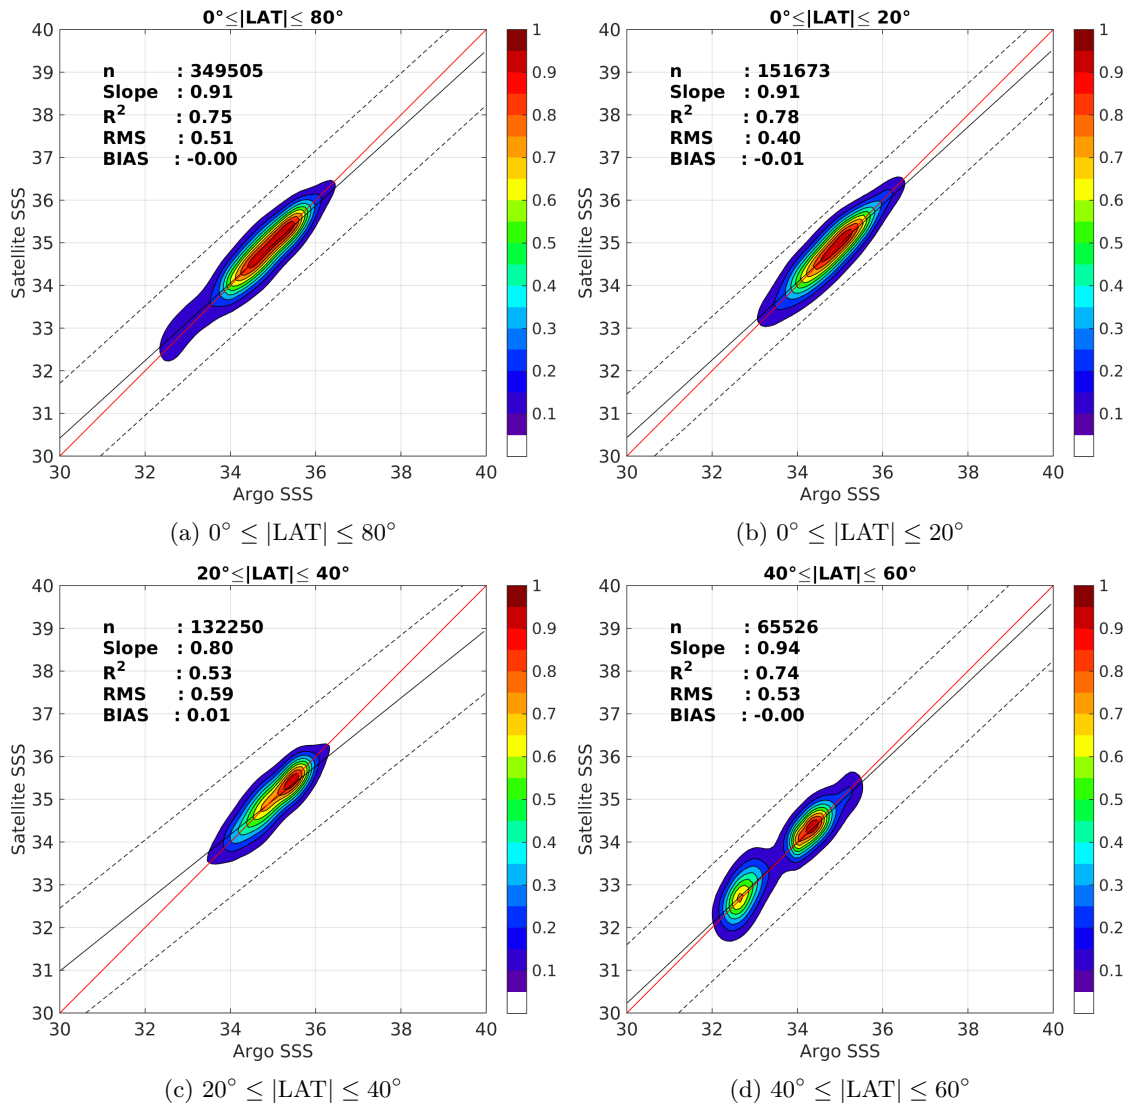 0°≤|LAT|≤ 80°
n : 349505
Slope : 0.91
R² : 0.75
RMS : 0.51
BIAS : -0.00
40
39
38
37
36
35
34
33
32
31
30
Satellite SSS
30 32 34 36 38 40
Argo SSS
1
0.9
0.8
0.7
0.6
0.5
0.4
0.3
0.2
0.1
(a) 0° ≤ |LAT| ≤ 80°
0°≤|LAT|≤ 20°
n : 151673
Slope : 0.91
R² : 0.78
RMS : 0.40
BIAS : -0.01
40
39
38
37
36
35
34
33
32
31
30
Satellite SSS
30 32 34 36 38 40
Argo SSS
1
0.9
0.8
0.7
0.6
0.5
0.4
0.3
0.2
0.1
(b) 0° ≤ |LAT| ≤ 20°
20°≤|LAT|≤ 40°
n : 132250
Slope : 0.80
R² : 0.53
RMS : 0.59
BIAS : 0.01
40
39
38
37
36
35
34
33
32
31
30
Satellite SSS
30 32 34 36 38 40
Argo SSS
1
0.9
0.8
0.7
0.6
0.5
0.4
0.3
0.2
0.1
(c) 20° ≤ |LAT| ≤ 40°
40°≤|LAT|≤ 60°
n : 65526
Slope : 0.94
R² : 0.74
RMS : 0.53
BIAS : -0.00
40
39
38
37
36
35
34
33
32
31
30
Satellite SSS
30 32 34 36 38 40
Argo SSS
1
0.9
0.8
0.7
0.6
0.5
0.4
0.3
0.2
0.1
(d) 40° ≤ |LAT| ≤ 60°